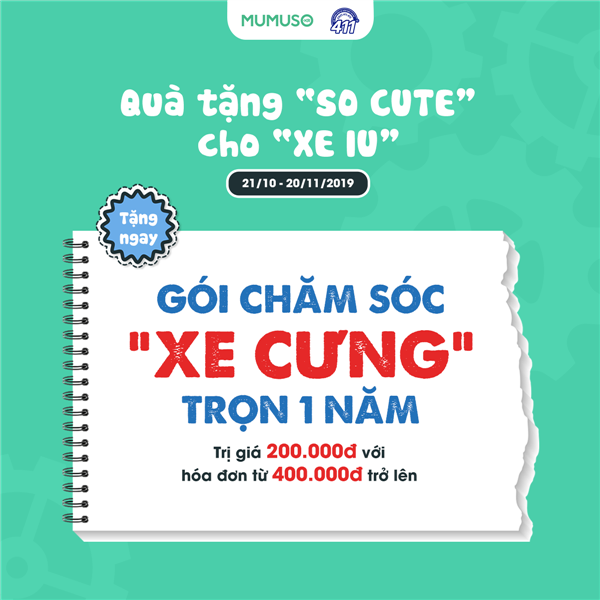 MUMUSO
411
Quà tặng "SO CUTE"
cho "XE IU"
21/10 - 20/11/2019
Tặng
ngay
GÓI CHĂM SÓC
"XE CƯNG"
TRỌN 1 NĂM
Trị giá 200.000đ với
hóa đơn từ 400.000đ trở lên